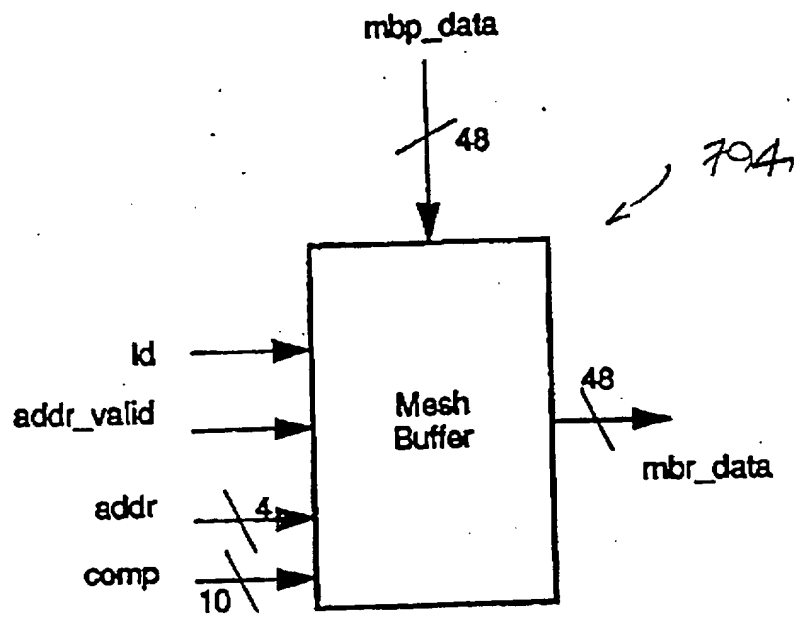 mbp_data
48
794
ld
addr_valid
addr
4
comp
10
Mesh
Buffer
48
mbr_data